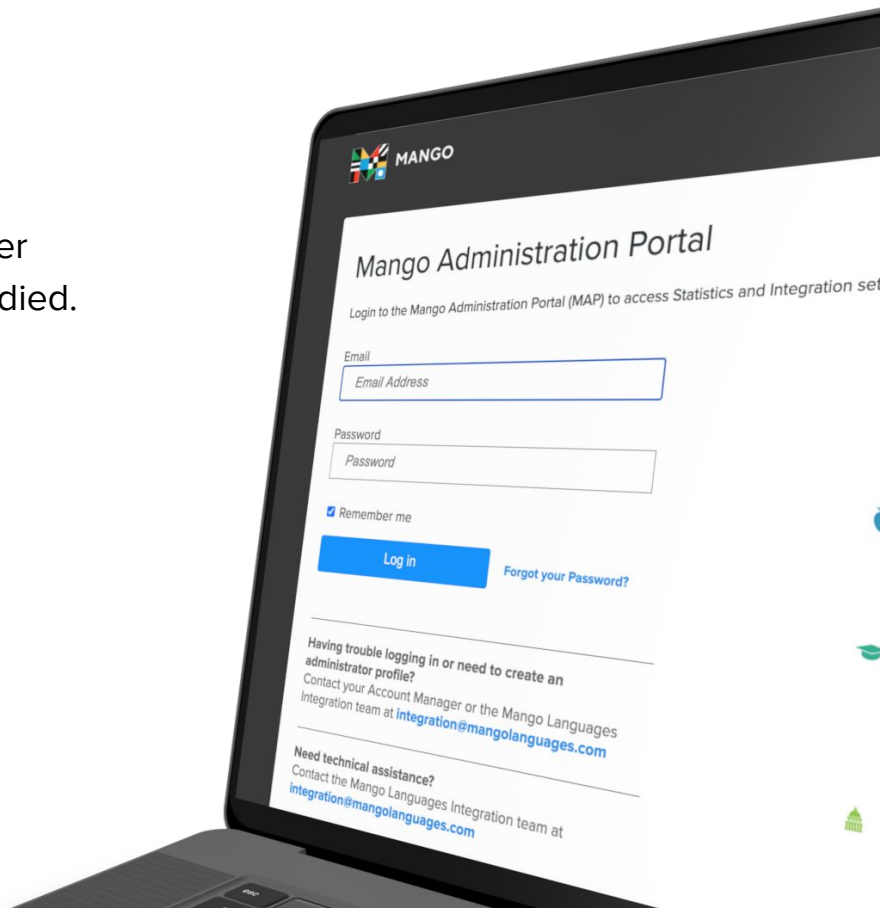 er
died.
MANGO
Mango Administration Portal
Login to the Mango Administration Portal (MAP) to access Statistics and Integration set
Email
Email Address
Password
Password
Remember me
Log in
Forgot your Password?
Having trouble logging in or need to create an
administrator profile?
Contact your Account Manager or the Mango Languages
Integration team at integration@mangolanguages.com
Need technical assistance?
Contact the Mango Languages Integration team at
integration@mangolanguages.com
esc